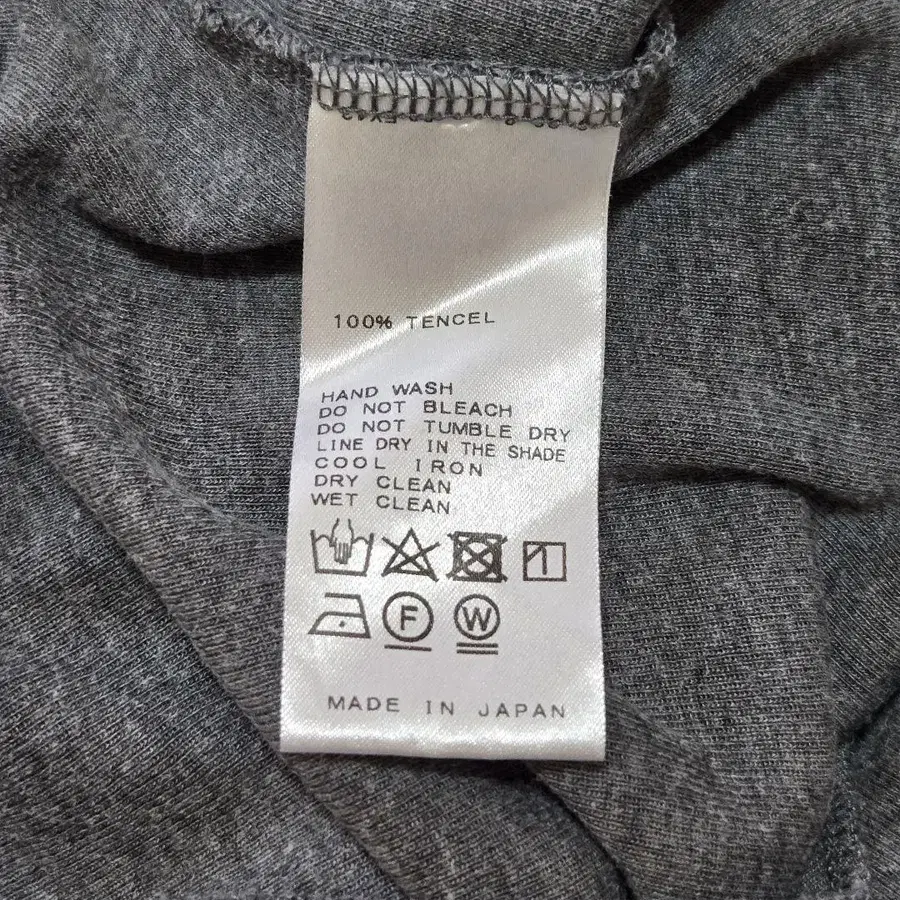 100% TENCEL
HAND WASH
DO NOT BLEACH
DO NOT TUMBLE DRY
LINE DRY IN THE SHADE
COOL IRON
DRY CLEAN
WET CLEAN
F W
MADE IN JAPAN